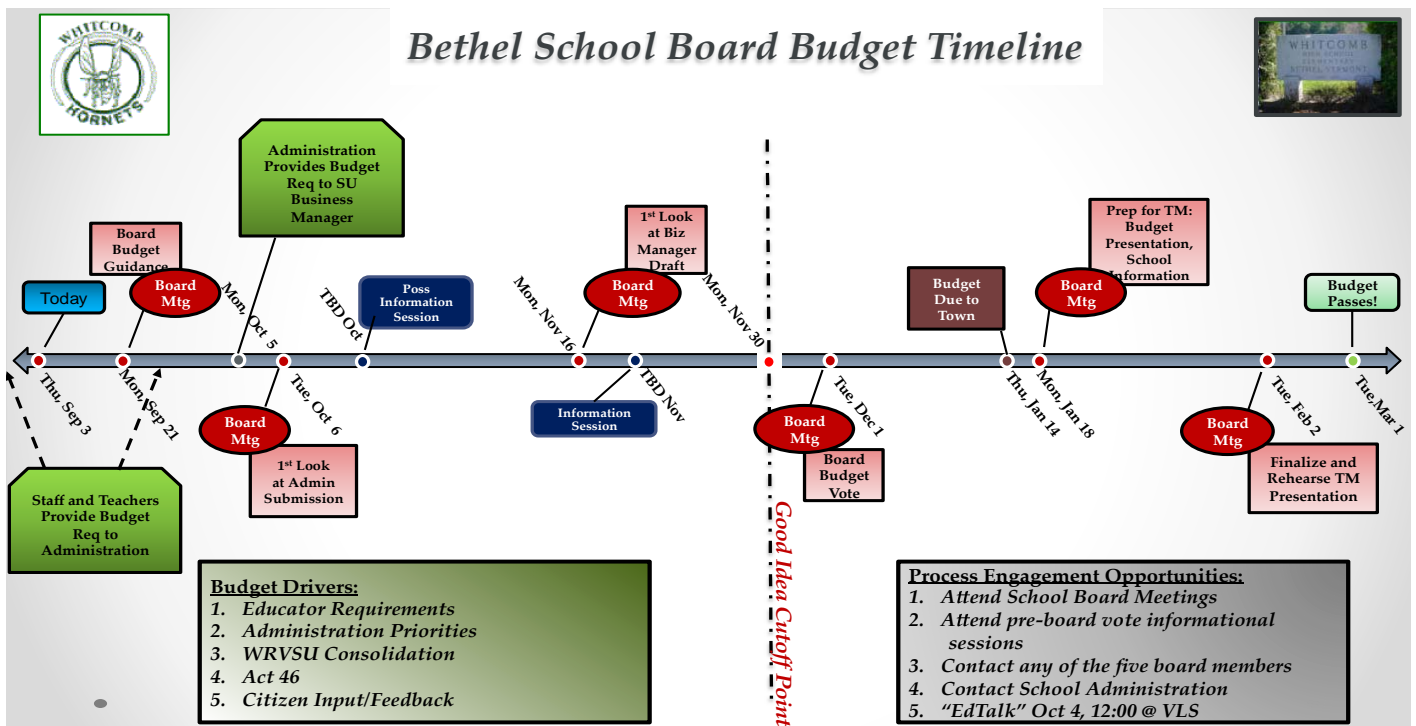 Bethel School Board Budget Timeline
WHITCOMB
HORNETS
WHITCOMB
HIGH SCHOOL
ELEMENTARY
BETHEL VERMONT
Administration
Provides Budget
Req to SU
Business
Manager
Board
Budget
Guidance
Board
Mtg
Today
Mon, Oct 5
TBD Oct
Poss
Information
Session
Mon, Nov 16
1st Look
at Biz
Manager
Draft
Board
Mtg
Mon, Nov 30
Budget
Due to
Town
Prep for TM:
Budget
Presentation,
School
Information
Board
Mtg
Budget
Passes!
Thu, Sep 3
Mon, Sep 21
Tue, Oct 6
Board
Mtg
1st Look
at Admin
Submission
Information
Session
TBD Nov
Tue, Dec 1
Board
Mtg
Board
Budget
Vote
Thu, Jan 14
Mon, Jan 18
Tue, Feb 2
Board
Mtg
Finalize and
Rehearse TM
Presentation
Tue,Mar 1
Staff and Teachers
Provide Budget
Req to
Administration
Good Idea Cutoff Point
Budget Drivers:
1. Educator Requirements
2. Administration Priorities
3. WRVSU Consolidation
4. Act 46
5. Citizen Input/Feedback
Process Engagement Opportunities:
1. Attend School Board Meetings
2. Attend pre-board vote informational
sessions
3. Contact any of the five board members
4. Contact School Administration
5. “EdTalk” Oct 4, 12:00 @ VLS